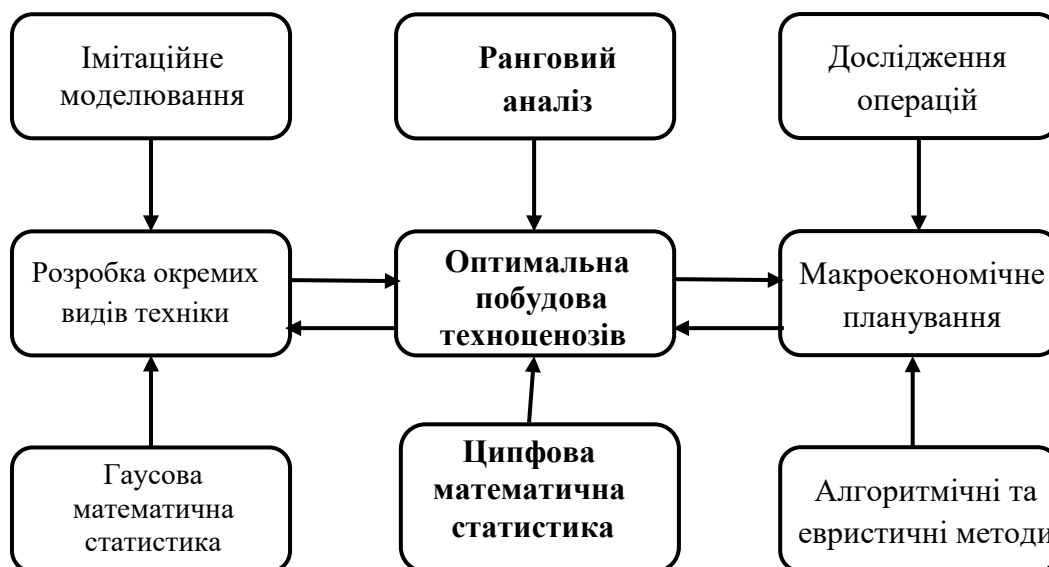 Імітаційне
моделювання
Ранговий
аналіз
Дослідження
операцій
Розробка окремих
видів техніки
Оптимальна
побудова
техноценозів
Макроекономічне
планування
Гаусова
математична
статистика
Ципфова
математична
статистика
Алгоритмічні та
евристичні методи